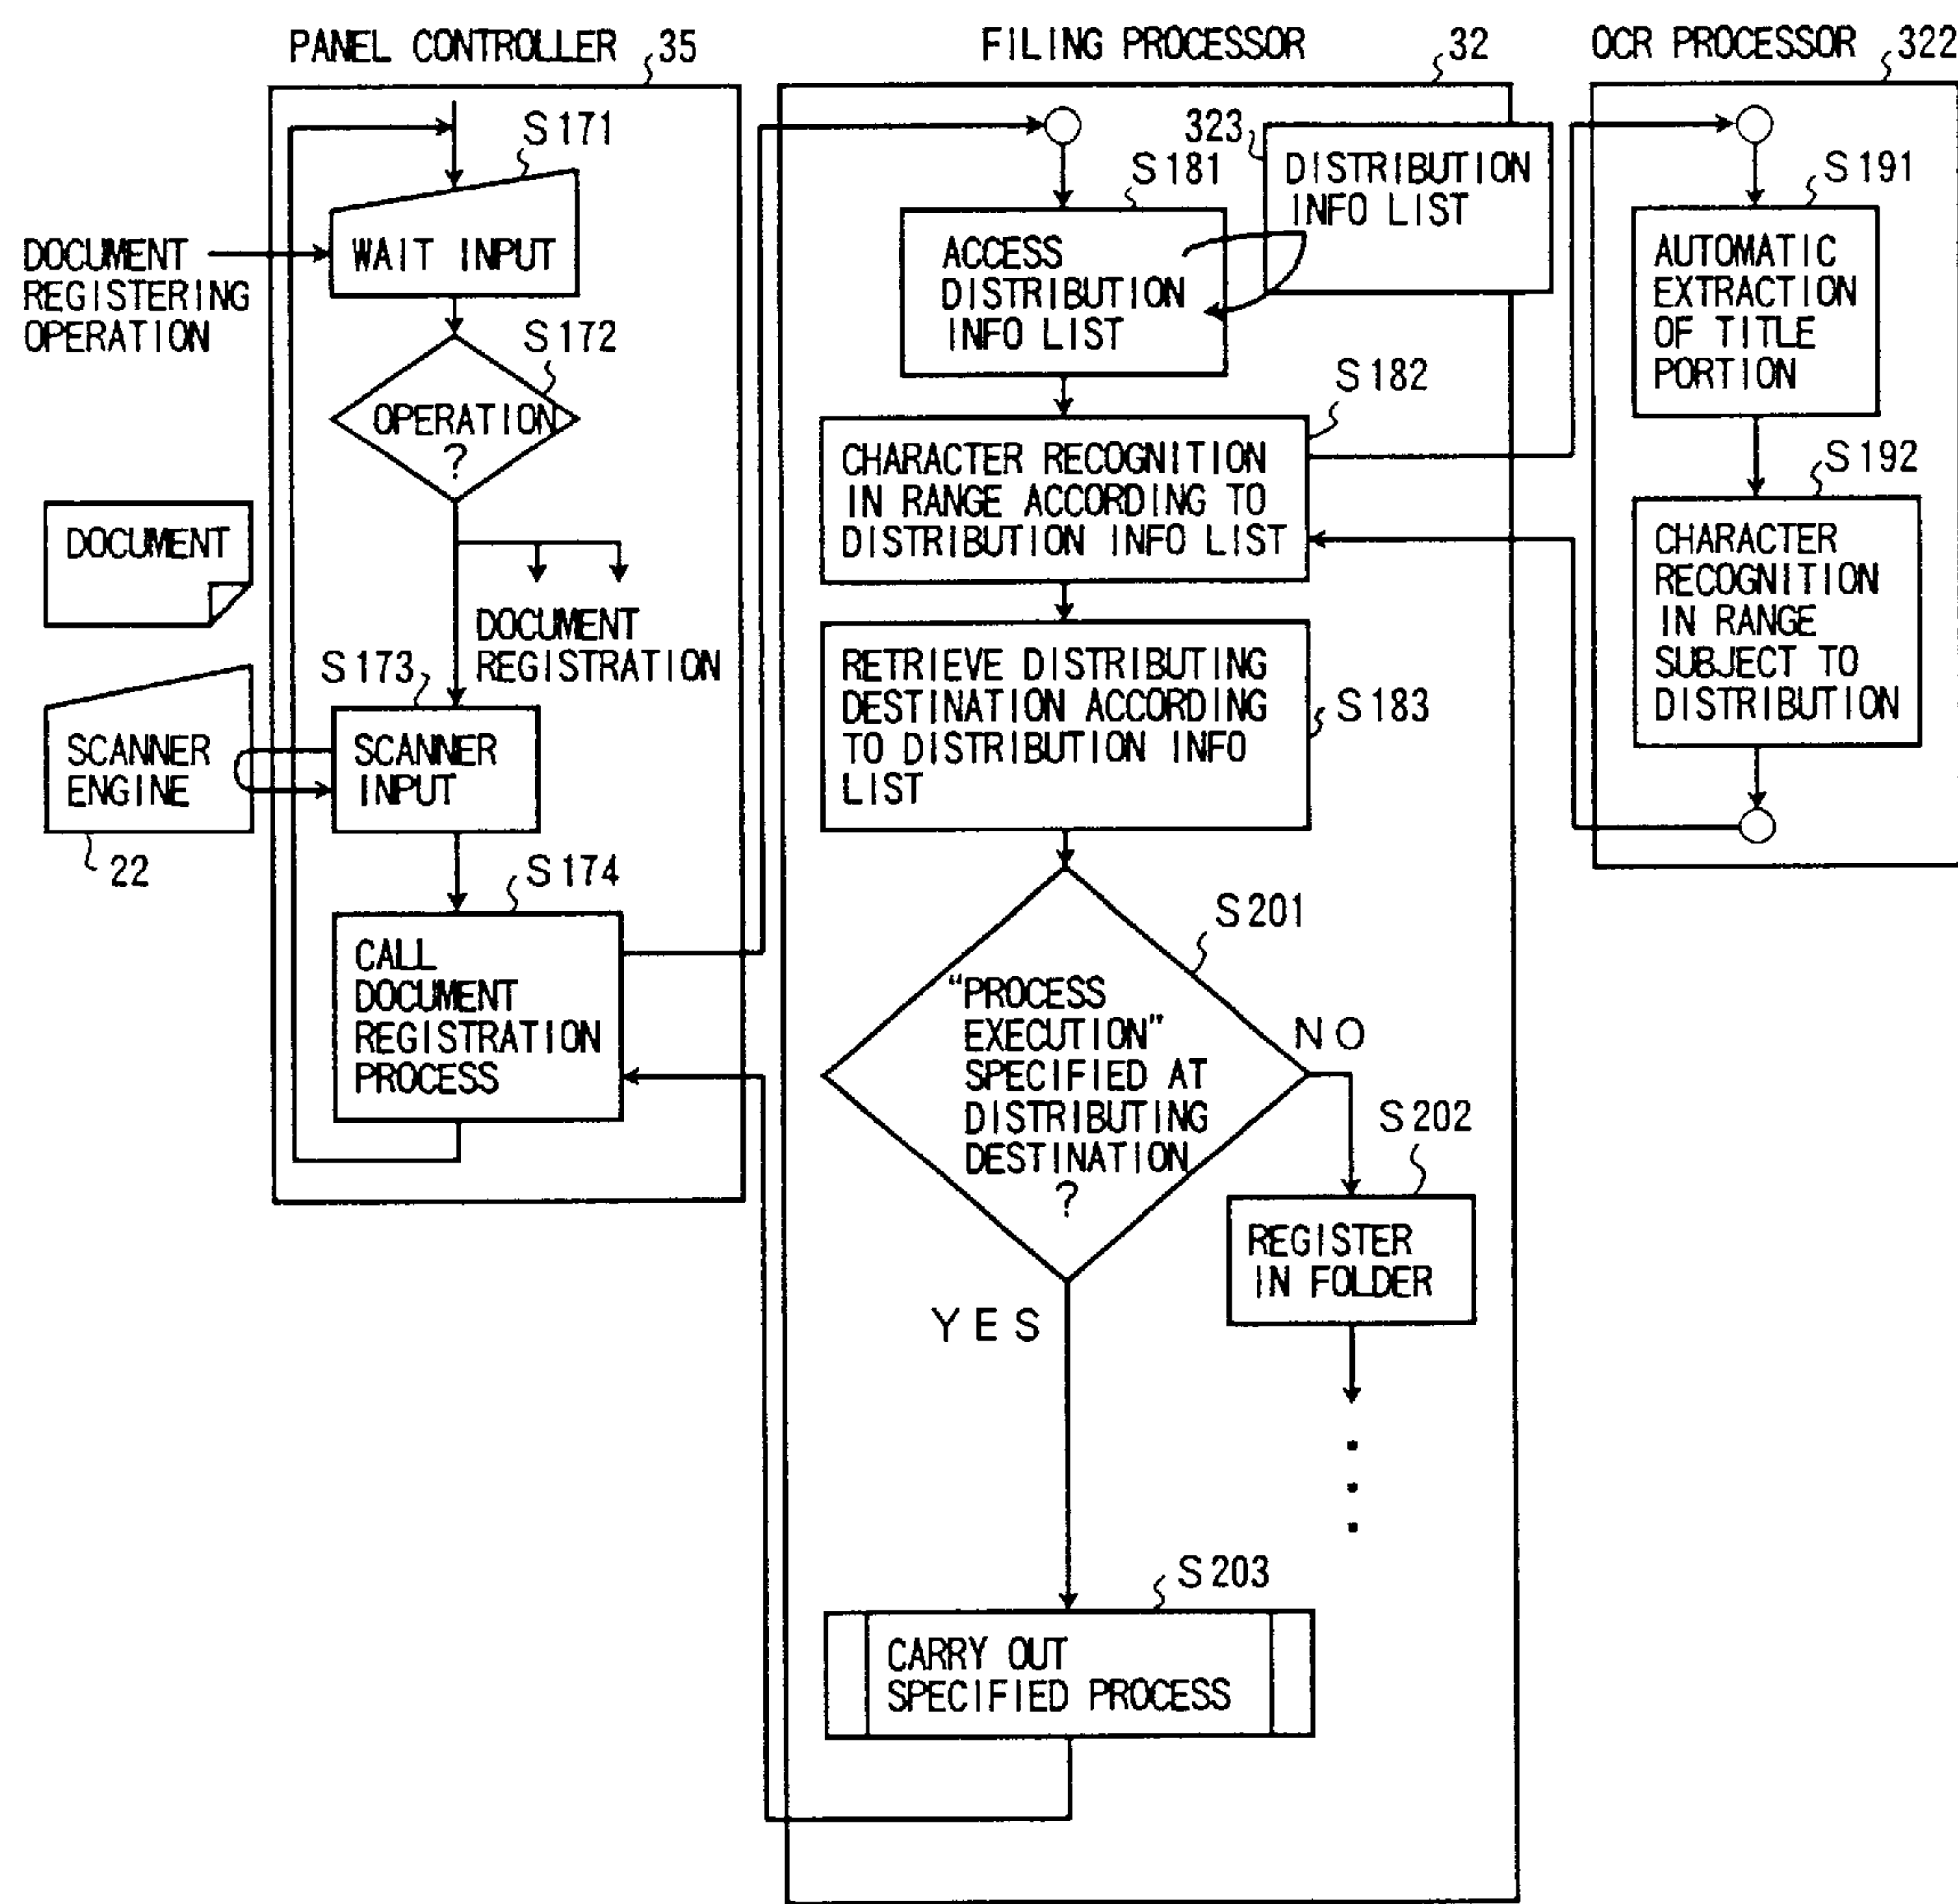 PANEL CONTROLLER
35
S171
DOCUMENT
REGISTERING
OPERATION
WAIT INPUT
S172
OPERATION
?
DOCUMENT
DOCUMENT
REGISTRATION
S173
SCANNER
ENGINE
22
SCANNER
INPUT
S174
CALL
DOCUMENT
REGISTRATION
PROCESS
FILING PROCESSOR
32
323
DISTRIBUTION
INFO LIST
S181
ACCESS
DISTRIBUTION
INFO LIST
S182
CHARACTER RECOGNITION
IN RANGE ACCORDING TO
DISTRIBUTION INFO LIST
RETRIEVE DISTRIBUTING
DESTINATION ACCORDING
TO DISTRIBUTION INFO
LIST
S183
S201
“PROCESS
EXECUTION”
SPECIFIED AT
DISTRIBUTING
DESTINATION
?
NO
S202
REGISTER
IN FOLDER
YES
S203
CARRY OUT
SPECIFIED PROCESS
OCR PROCESSOR
322
S191
AUTOMATIC
EXTRACTION
OF TITLE
PORTION
S192
CHARACTER
RECOGNITION
IN RANGE
SUBJECT TO
DISTRIBUTION